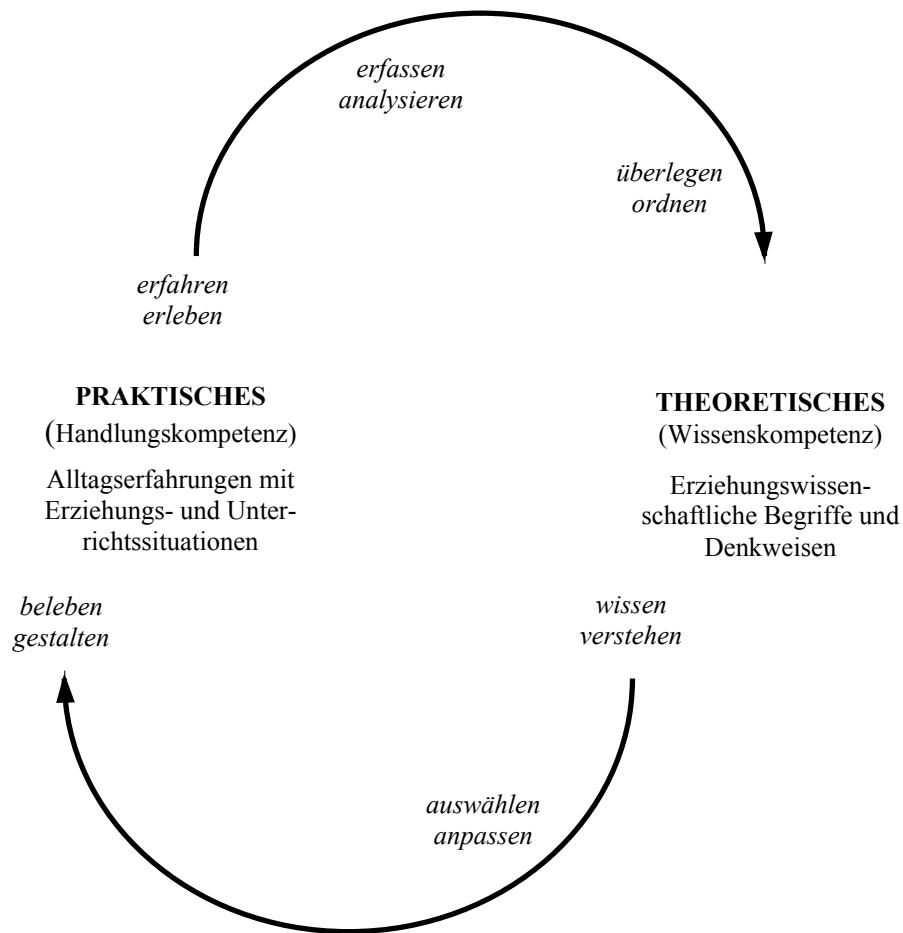 erfassen
analysieren
überlegen
ordnen
erfahren
erleben
PRAKTISCHES
(Handlungskompetenz)
Alltagserfahrungen mit
Erziehungs- und Unter-
richtssituationen
THEORETISCHES
(Wissenskompetenz)
Erziehungswissen-
schaftliche Begriffe und
Denkweisen
beleben
gestalten
wissen
verstehen
auswählen
anpassen